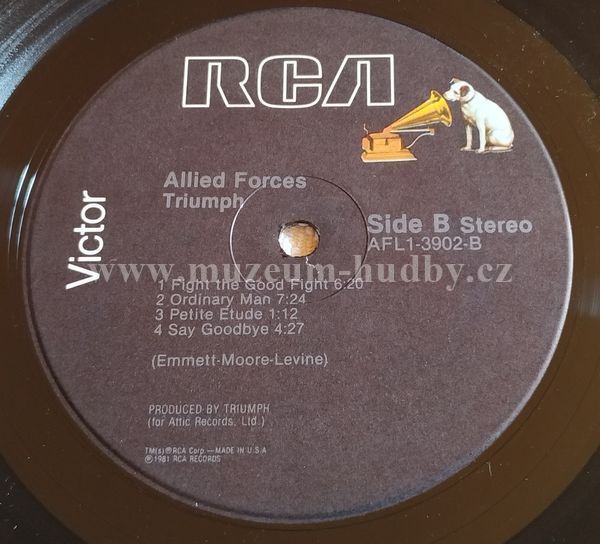 RCA
Victor
Allied Forces
Triumph
Side B Stereo
AFL1-3902-B
www.muzeum-hudby.cz
1 Fight the Good Fight 6:20
2 Ordinary Man 7:24
3 Petite Etude 1:12
4 Say Goodbye 4:27
(Emmett-Moore-Levine)
PRODUCED BY TRIUMPH
(for Attic Records, Ltd.)
TM(s)®RCA Corp.—MADE IN U.S.A
℗1981 RCA RECORDS